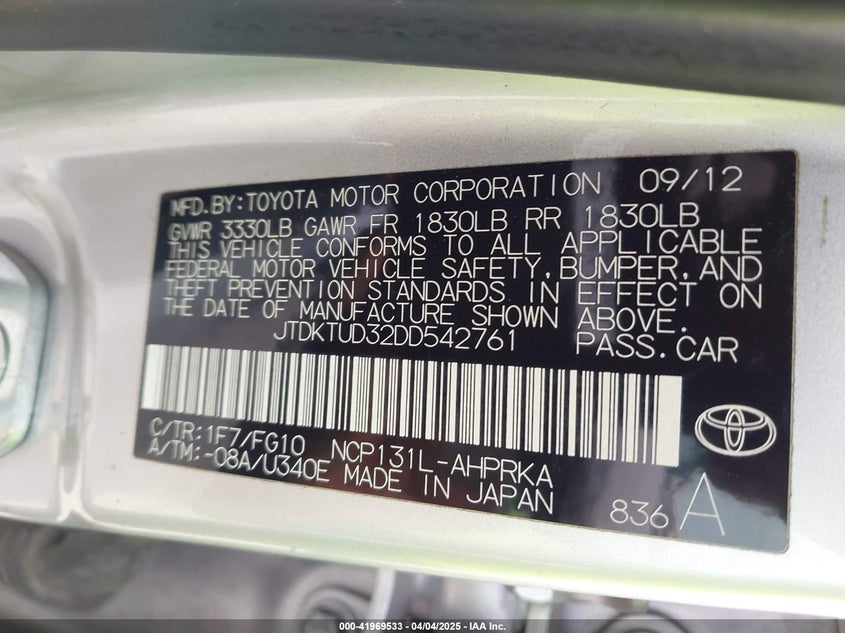 MFD.BY:TOYOTA MOTOR CORPORATION 09/12
GVWR 3330LB GAWR FR 1830LB RR 1830LB
THIS VEHICLE CONFORMS TO ALL APPLICABLE
FEDERAL MOTOR VEHICLE SAFETY,BUMPER,AND
THEFT PREVENTION STANDARDS IN EFFECT ON
THE DATE OF MANUFACTURE SHOWN ABOVE.
JTDKTUD32DD542761 PASS.CAR
C/TR:1F7/FG10 NCP131L-AHPRKA
A/TM:-08A/U340E MADE IN JAPAN
836 A
000-41969533 - 04/04/2025 - IAA Inc.